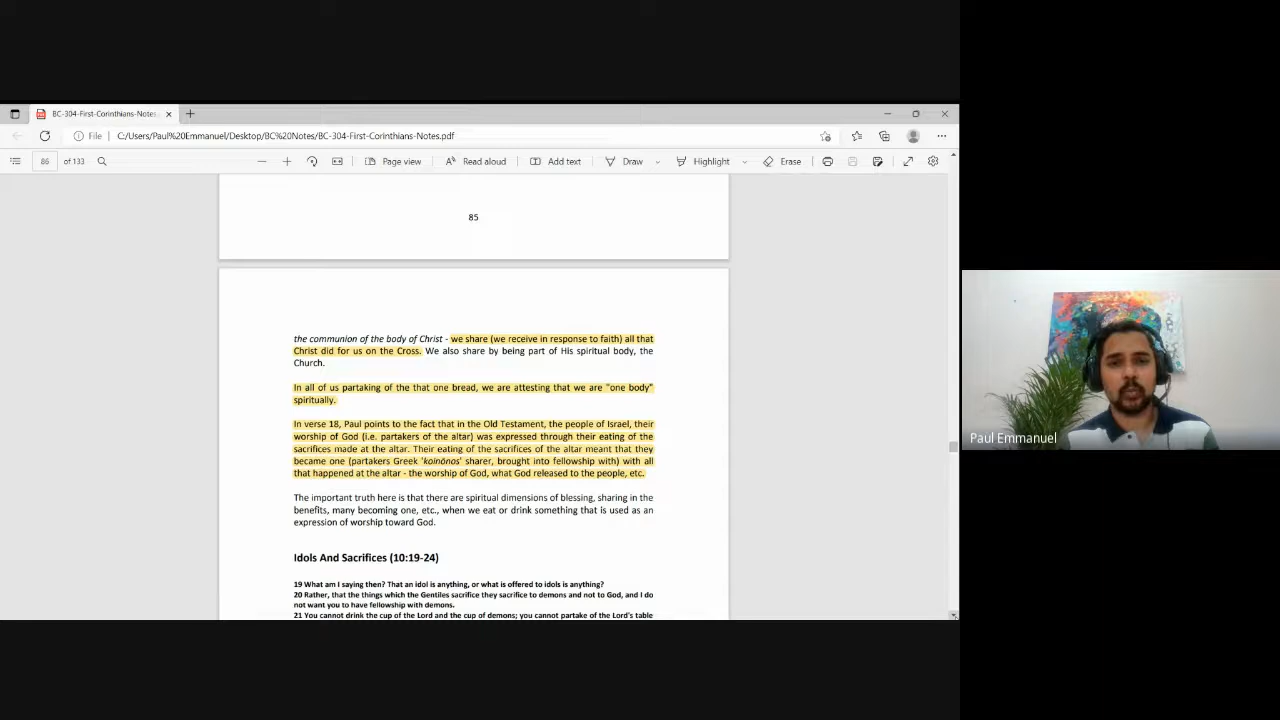 BC-304-First-Corinthians-Notes.
File
C:/Users/Paul%20Emmanuel/Desktop/BC%20Notes/BC-304-First-Corinthians-Notes.pdf
86 of 133
Page view
Read aloud
Add text
Draw
Highlight
Erase
85
the communion of the body of Christ - we share (we receive in response to faith) all that
Christ did for us on the Cross. We also share by being part of His spiritual body, the
Church.
In all of us partaking of the that one bread, we are attesting that we are "one body"
spiritually.
In verse 18, Paul points to the fact that in the Old Testament, the people of Israel, their
worship of God (i.e. partakers of the altar) was expressed through their eating of the
sacrifices made at the altar. Their eating of the sacrifices of the altar meant that they
became one (partakers Greek 'koinōnos' sharer, brought into fellowship with) with all
that happened at the altar - the worship of God, what God released to the people, etc.
The important truth here is that there are spiritual dimensions of blessing, sharing in the
benefits, many becoming one, etc., when we eat or drink something that is used as an
expression of worship toward God.
Idols And Sacrifices (10:19-24)
19 What am I saying then? That an idol is anything, or what is offered to idols is anything?
20 Rather, that the things which the Gentiles sacrifice they sacrifice to demons and not to God, and I do
not want you to have fellowship with demons.
21 You cannot drink the cup of the Lord and the cup of demons; you cannot partake of the Lord's table
Paul Emmanuel